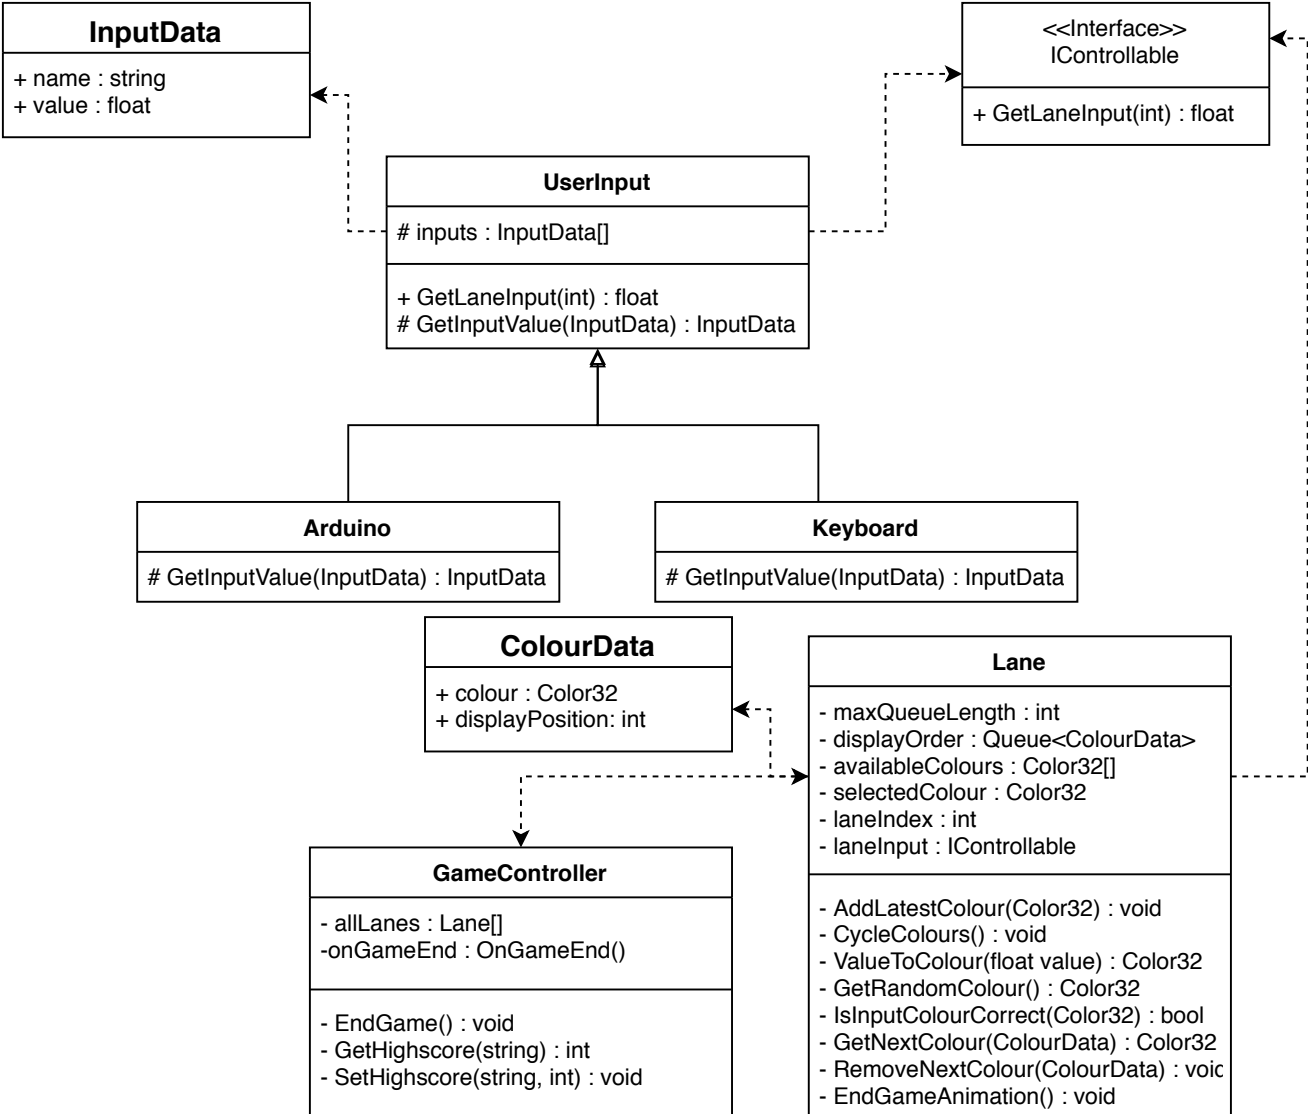 InputData
+ name : string
+ value : float
<<Interface>>
IControllable
+ GetLaneInput(int) : float
UserInput
# inputs : InputData[]
+ GetLaneInput(int) : float
# GetInputValue(InputData) : InputData
Arduino
# GetInputValue(InputData) : InputData
Keyboard
# GetInputValue(InputData) : InputData
ColourData
+ colour : Color32
+ displayPosition: int
Lane
- maxQueueLength : int
- displayOrder : Queue<ColourData>
- availableColours : Color32[]
- selectedColour : Color32
- laneIndex : int
- laneInput : IControllable
- AddLatestColour(Color32) : void
- CycleColours() : void
- ValueToColour(float value) : Color32
- GetRandomColour() : Color32
- IsInputColourCorrect(Color32) : bool
- GetNextColour(ColourData) : Color32
- RemoveNextColour(ColourData) : void
- EndGameAnimation() : void
GameController
- allLanes : Lane[]
-onGameEnd : OnGameEnd()
- EndGame() : void
- GetHighscore(string) : int
- SetHighscore(string, int) : void